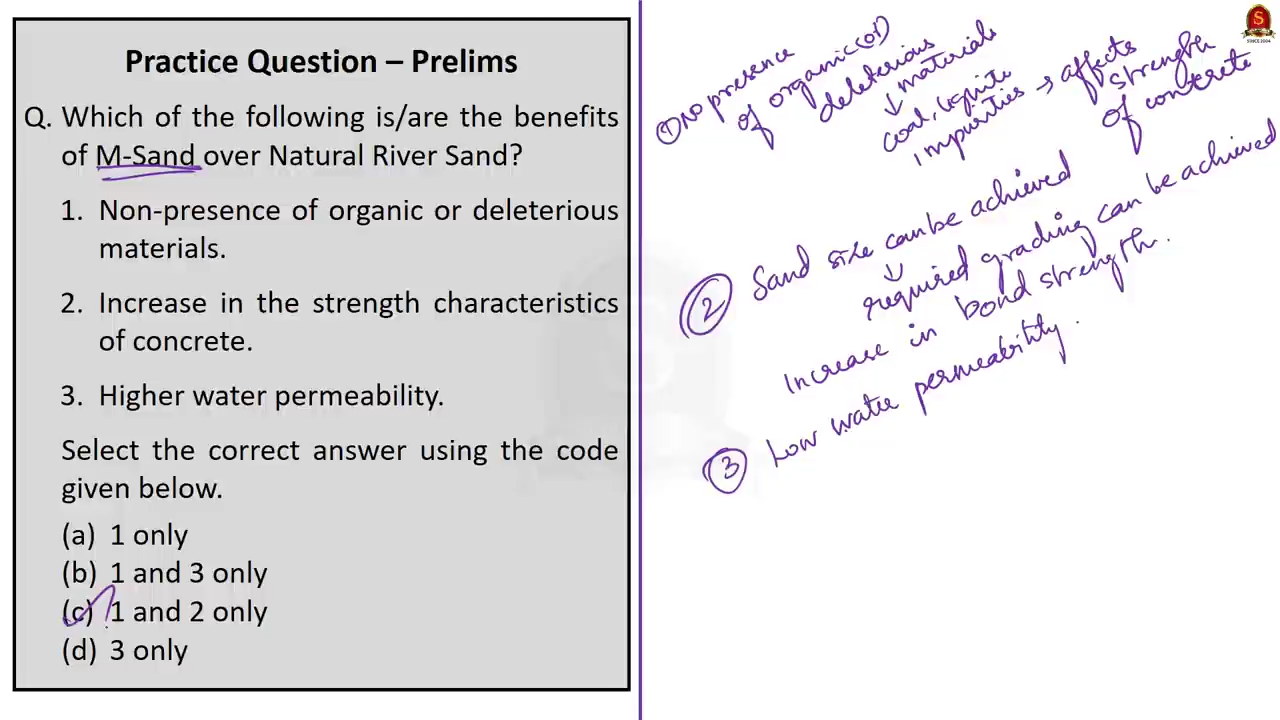 Practice Question – Prelims
Q. Which of the following is/are the benefits
of M-Sand over Natural River Sand?
1. Non-presence of organic or deleterious
materials.
2. Increase in the strength characteristics
of concrete.
3. Higher water permeability.
Select the correct answer using the code
given below.
(a) 1 only
(b) 1 and 3 only
(c) 1 and 2 only
(d) 3 only
① No presence
of organic (or)
deleterious
materials
coal, lignite
impurities → affects
strength
of concrete
② Sand size can be achieved
required grading can be achieved
Increase in bond strength.
③ Low water permeability.
S
SINCE 2004